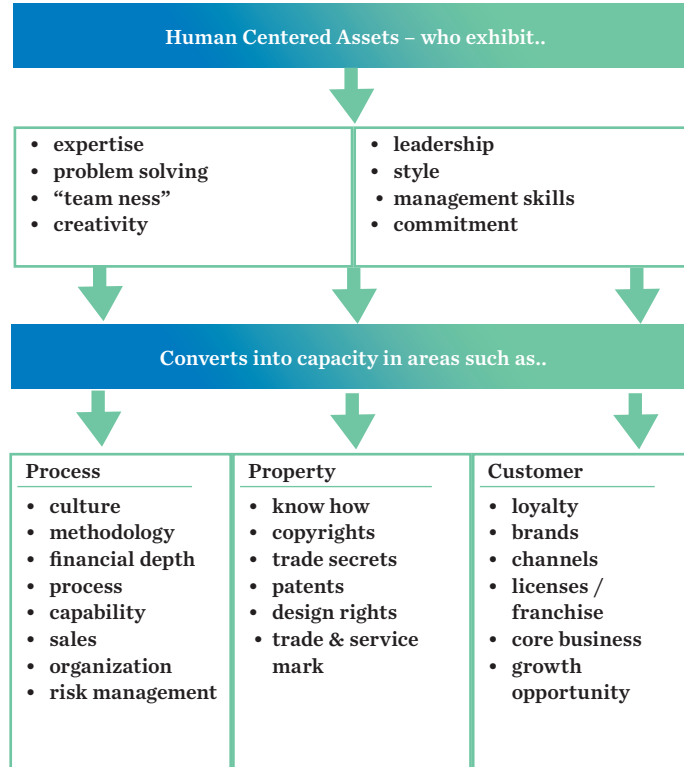 Human Centered Assets – who exhibit..
• expertise
• problem solving
• “team ness”
• creativity
• leadership
• style
• management skills
• commitment
Converts into capacity in areas such as..
Process
• culture
• methodology
• financial depth
• process
• capability
• sales
• organization
• risk management
Property
• know how
• copyrights
• trade secrets
• patents
• design rights
• trade & service
mark
Customer
• loyalty
• brands
• channels
• licenses /
franchise
• core business
• growth
opportunity